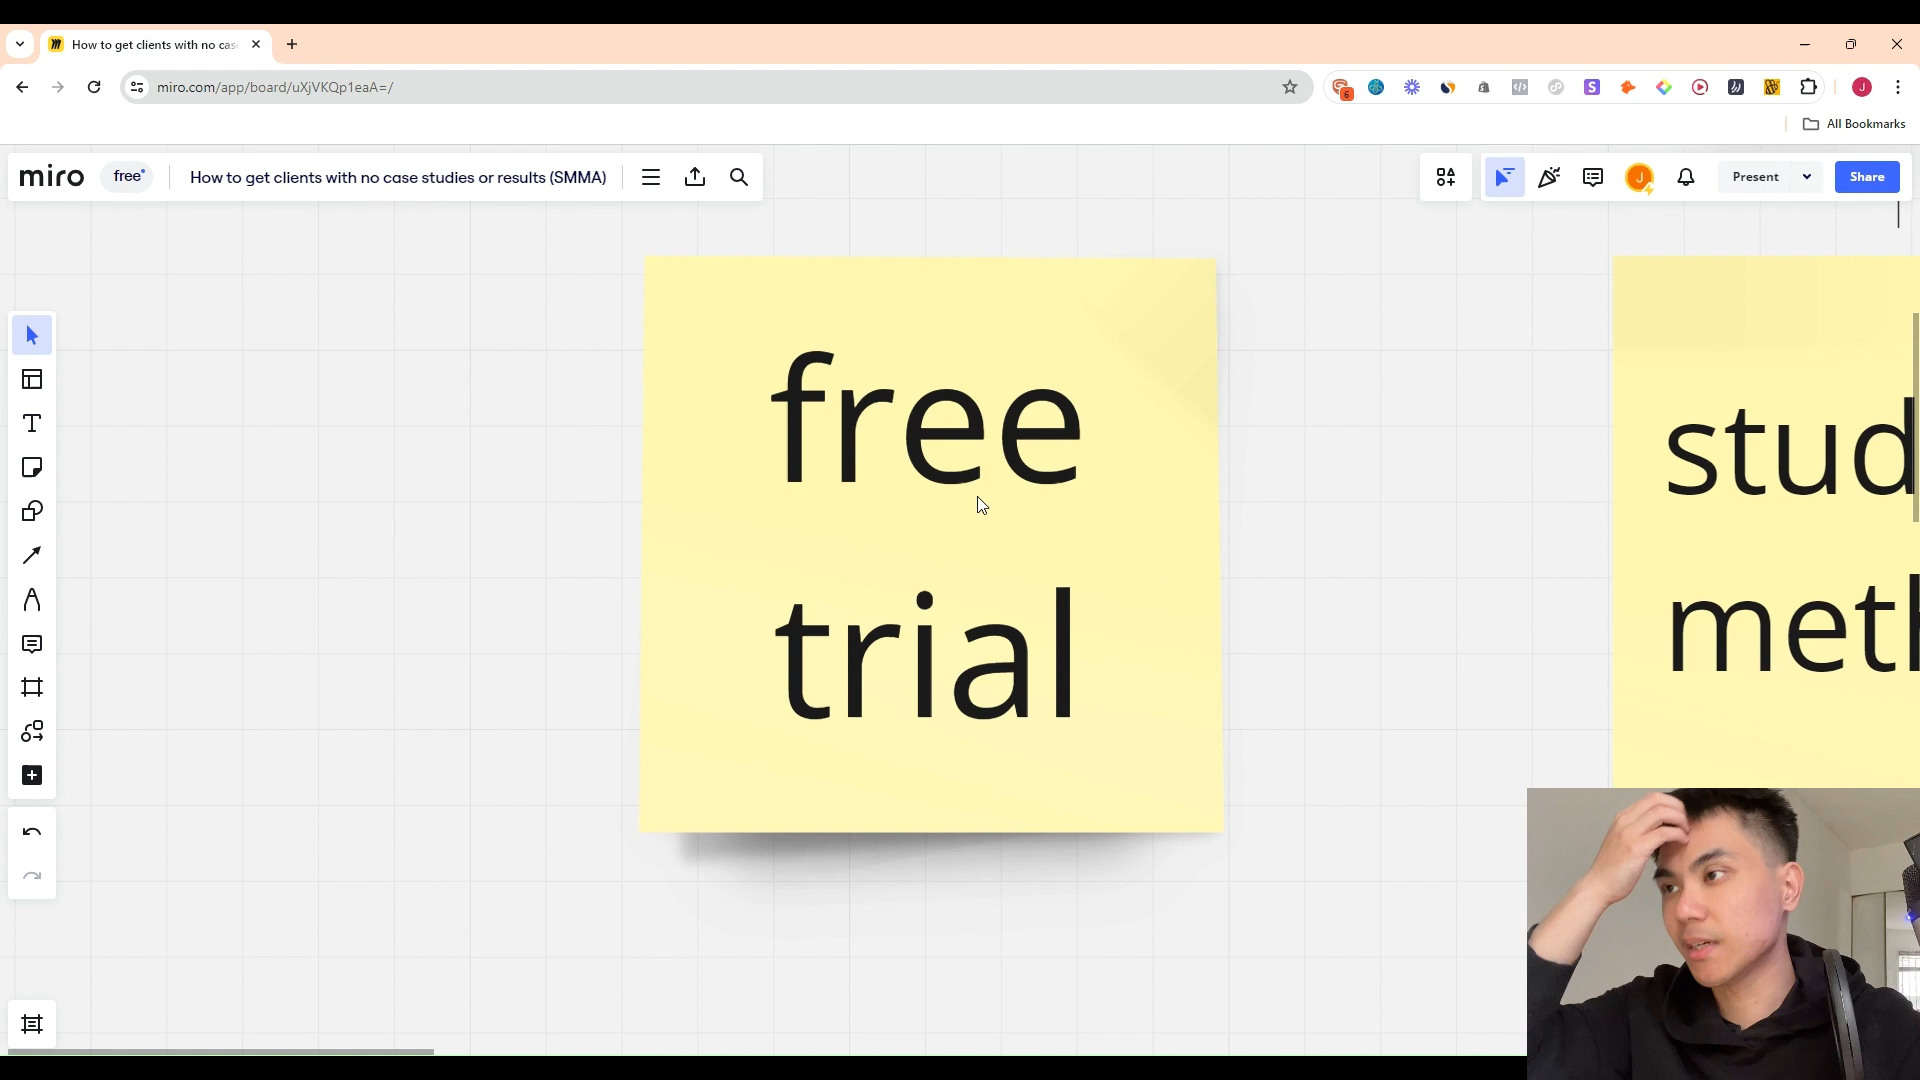 How to get clients with no cas
miro.com/app/board/uXjVKQp1eaA=/
6
S
J
All Bookmarks
miro
free
How to get clients with no case studies or results (SMMA)
J
Present
Share
free
trial
stud
meth